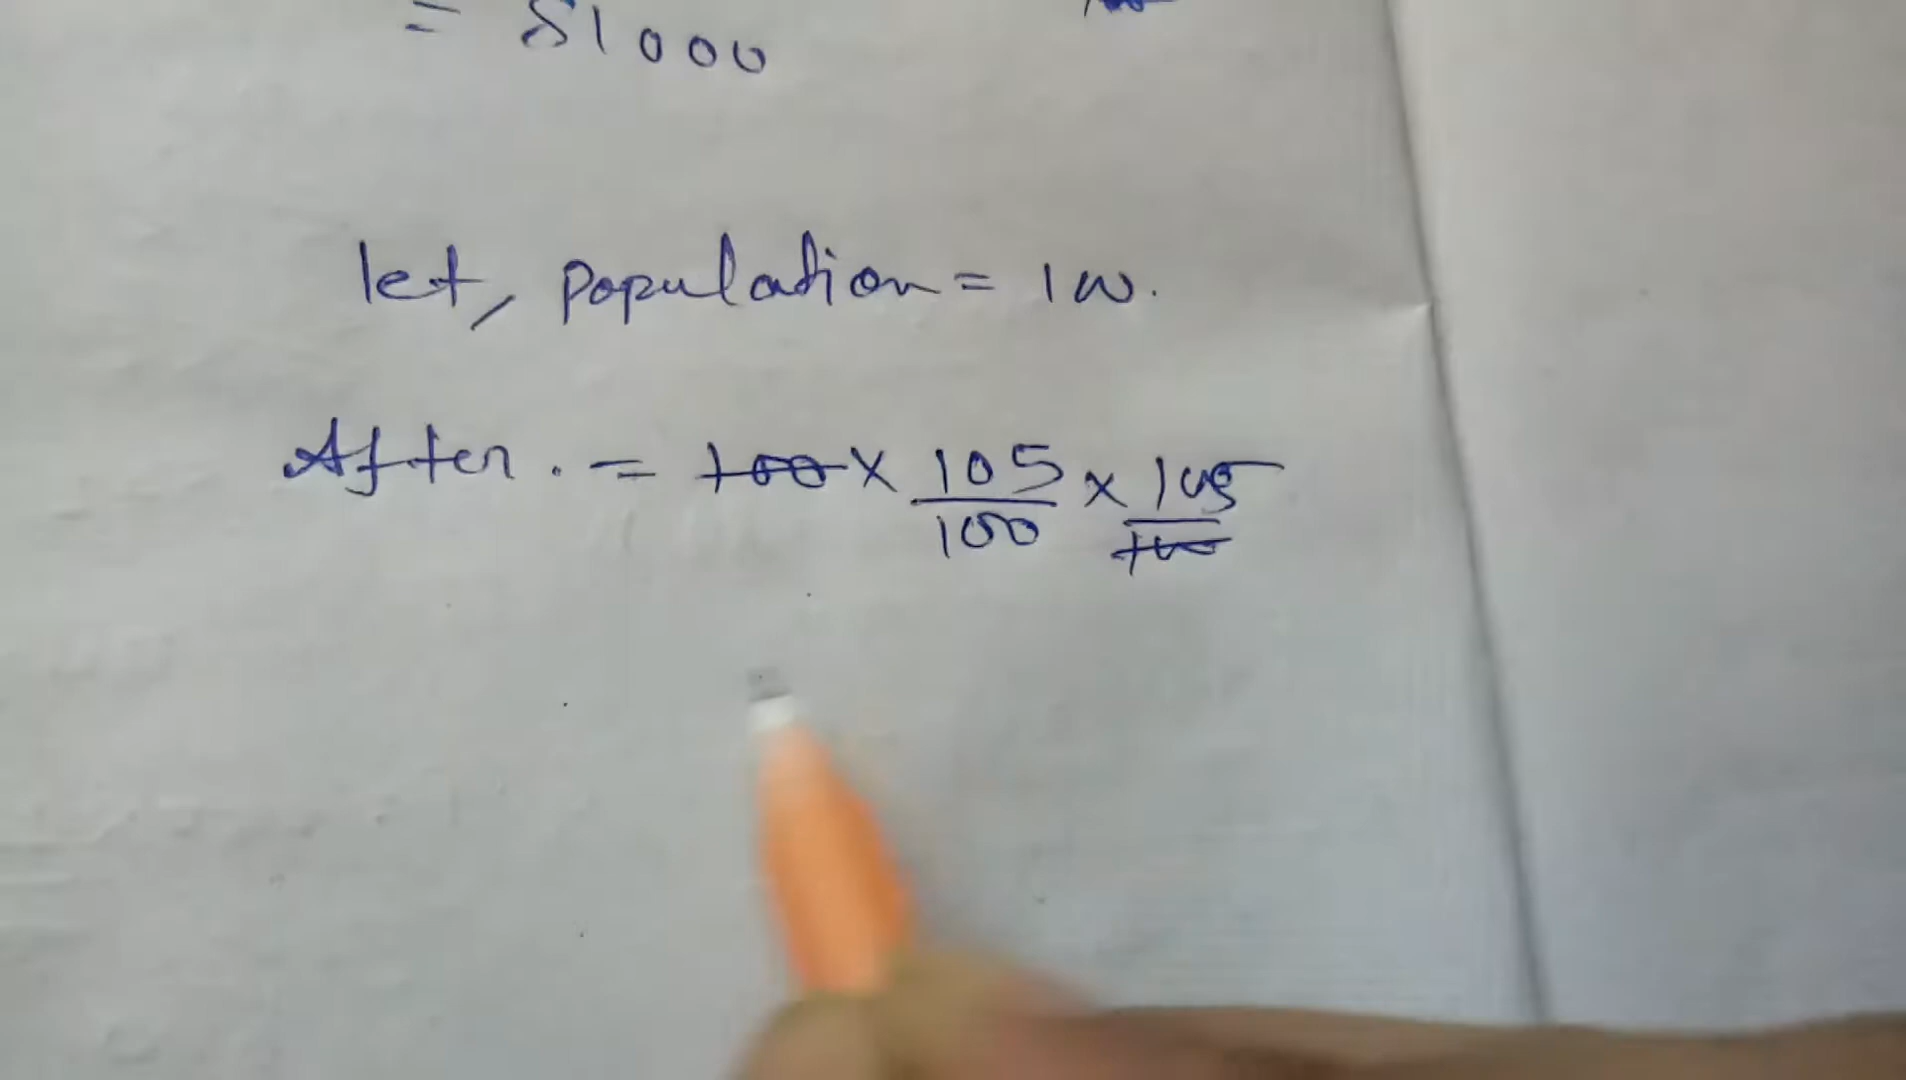 = 81000
let, population = 100.
After. = 100 × 105/100 × 105/100